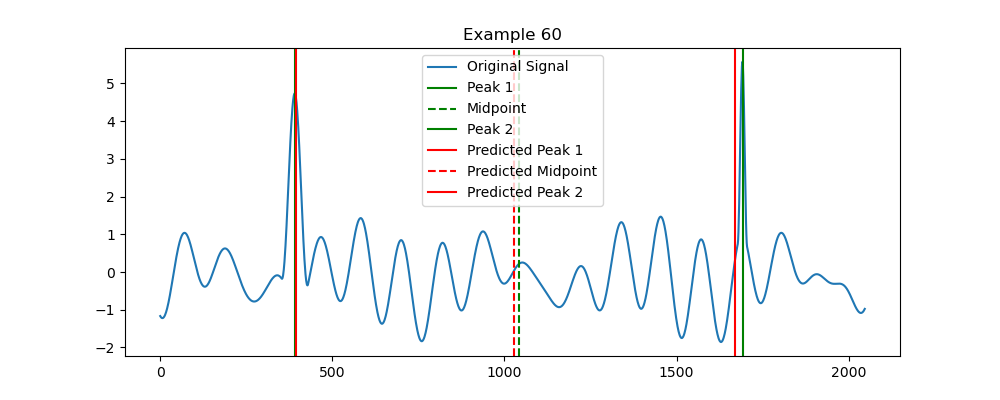 Example 60
Original Signal
Peak 1
Midpoint
Peak 2
Predicted Peak 1
Predicted Midpoint
Predicted Peak 2
5
4
3
2
1
0
−1
−2
0 500 1000 1500 2000